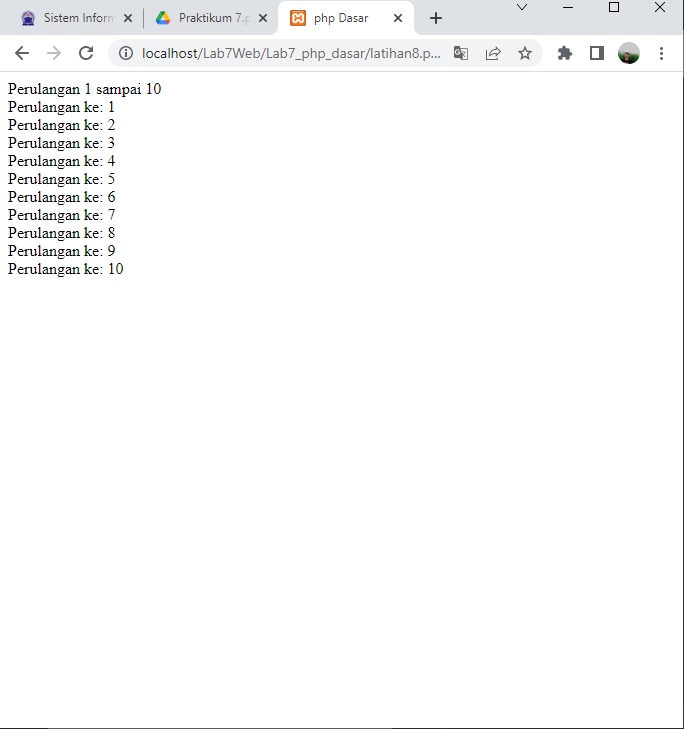 Sistem Inform
Praktikum 7.p
php Dasar
localhost/Lab7Web/Lab7_php_dasar/latihan8.p...
Perulangan 1 sampai 10
Perulangan ke: 1
Perulangan ke: 2
Perulangan ke: 3
Perulangan ke: 4
Perulangan ke: 5
Perulangan ke: 6
Perulangan ke: 7
Perulangan ke: 8
Perulangan ke: 9
Perulangan ke: 10